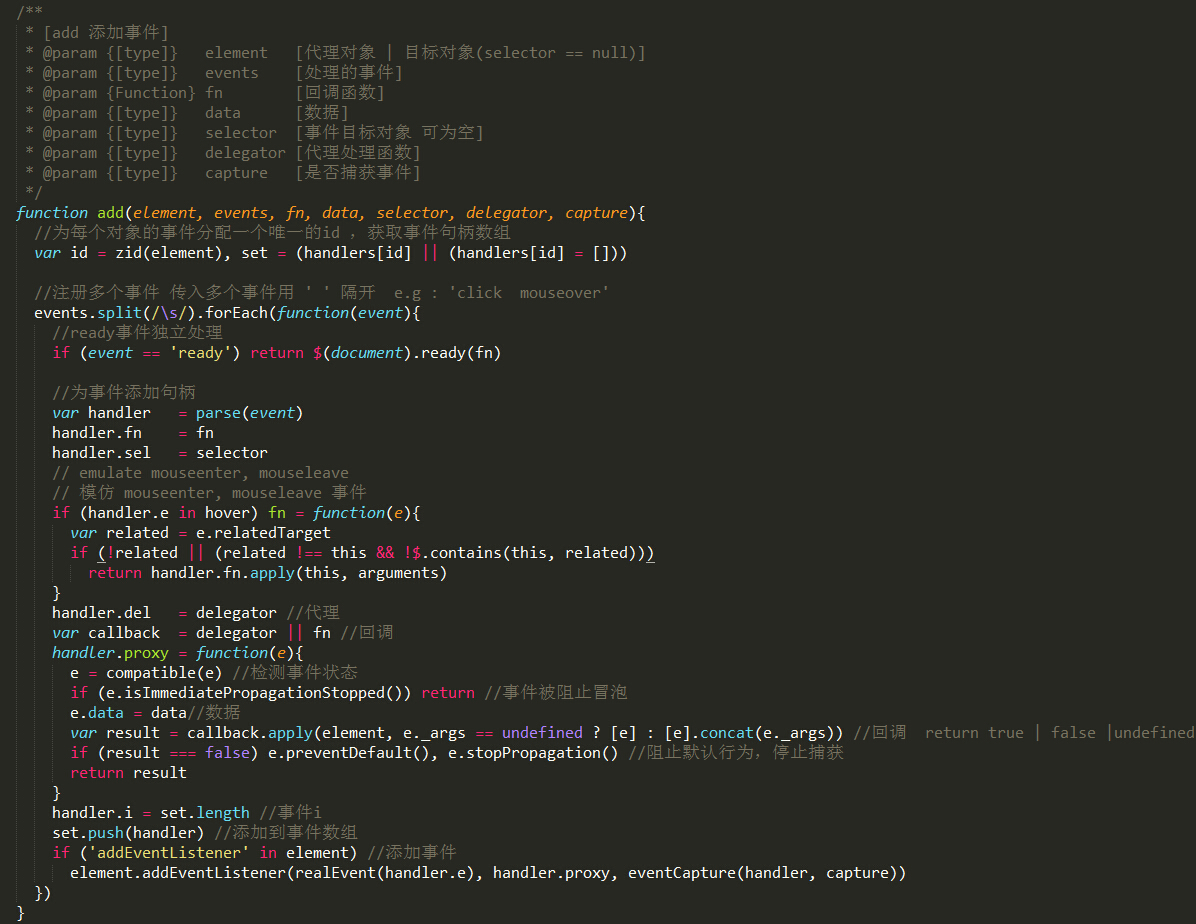 /**
 * [add 添加事件]
 * @param {[type]}   element   [代理对象 | 目标对象(selector == null)]
 * @param {[type]}   events    [处理的事件]
 * @param {Function} fn        [回调函数]
 * @param {[type]}   data      [数据]
 * @param {[type]}   selector  [事件目标对象 可为空]
 * @param {[type]}   delegator [代理处理函数]
 * @param {[type]}   capture   [是否捕获事件]
 */
function add(element, events, fn, data, selector, delegator, capture){
  //为每个对象的事件分配一个唯一的id ，获取事件句柄数组
  var id = zid(element), set = (handlers[id] || (handlers[id] = []))

  //注册多个事件 传入多个事件用 ' ' 隔开  e.g : 'click  mouseover'
  events.split(/\s/).forEach(function(event){
    //ready事件独立处理
    if (event == 'ready') return $(document).ready(fn)

    //为事件添加句柄
    var handler   = parse(event)
    handler.fn    = fn
    handler.sel   = selector
    // emulate mouseenter, mouseleave
    // 模仿 mouseenter, mouseleave 事件
    if (handler.e in hover) fn = function(e){
      var related = e.relatedTarget
      if (!related || (related !== this && !$.contains(this, related)))
        return handler.fn.apply(this, arguments)
    }
    handler.del   = delegator //代理
    var callback  = delegator || fn //回调
    handler.proxy = function(e){
      e = compatible(e) //检测事件状态
      if (e.isImmediatePropagationStopped()) return //事件被阻止冒泡
      e.data = data//数据
      var result = callback.apply(element, e._args == undefined ? [e] : [e].concat(e._args)) //回调  return true | false |undefined
      if (result === false) e.preventDefault(), e.stopPropagation() //阻止默认行为，停止捕获
      return result
    }
    handler.i = set.length //事件i
    set.push(handler) //添加到事件数组
    if ('addEventListener' in element) //添加事件
      element.addEventListener(realEvent(handler.e), handler.proxy, eventCapture(handler, capture))
  })
}